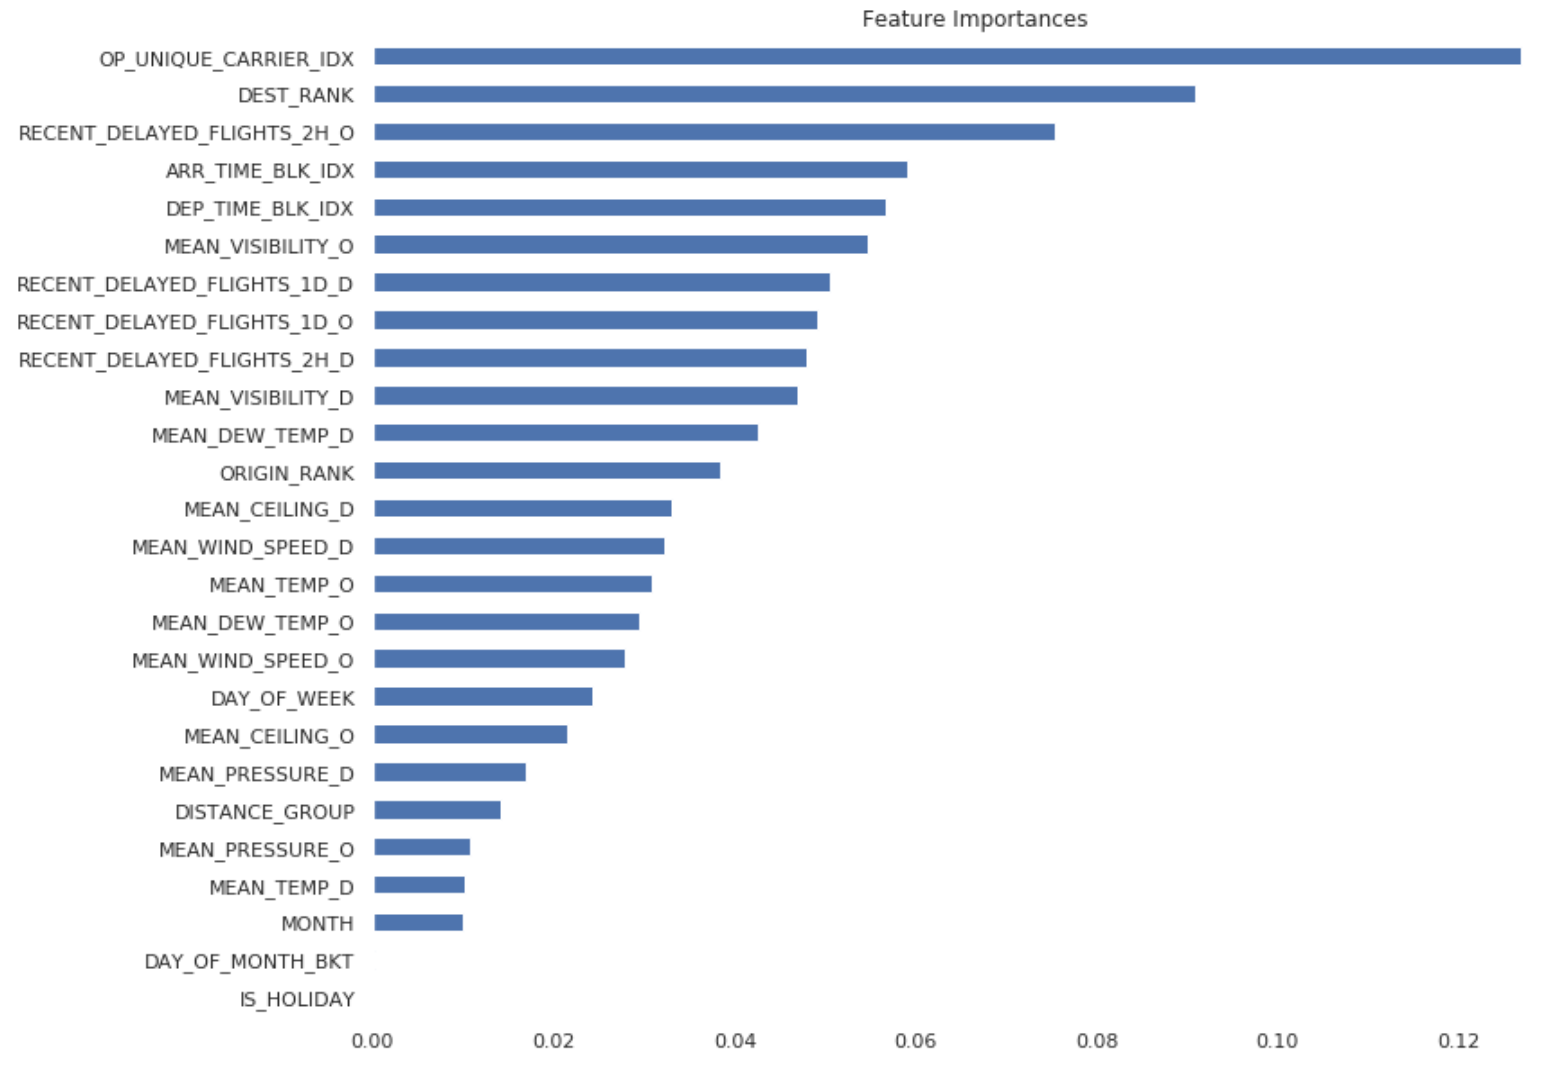 Feature Importances
OP_UNIQUE_CARRIER_IDX
DEST_RANK
RECENT_DELAYED_FLIGHTS_2H_O
ARR_TIME_BLK_IDX
DEP_TIME_BLK_IDX
MEAN_VISIBILITY_O
RECENT_DELAYED_FLIGHTS_1D_D
RECENT_DELAYED_FLIGHTS_1D_O
RECENT_DELAYED_FLIGHTS_2H_D
MEAN_VISIBILITY_D
MEAN_DEW_TEMP_D
ORIGIN_RANK
MEAN_CEILING_D
MEAN_WIND_SPEED_D
MEAN_TEMP_O
MEAN_DEW_TEMP_O
MEAN_WIND_SPEED_O
DAY_OF_WEEK
MEAN_CEILING_O
MEAN_PRESSURE_D
DISTANCE_GROUP
MEAN_PRESSURE_O
MEAN_TEMP_D
MONTH
DAY_OF_MONTH_BKT
IS_HOLIDAY
0.00 0.02 0.04 0.06 0.08 0.10 0.12